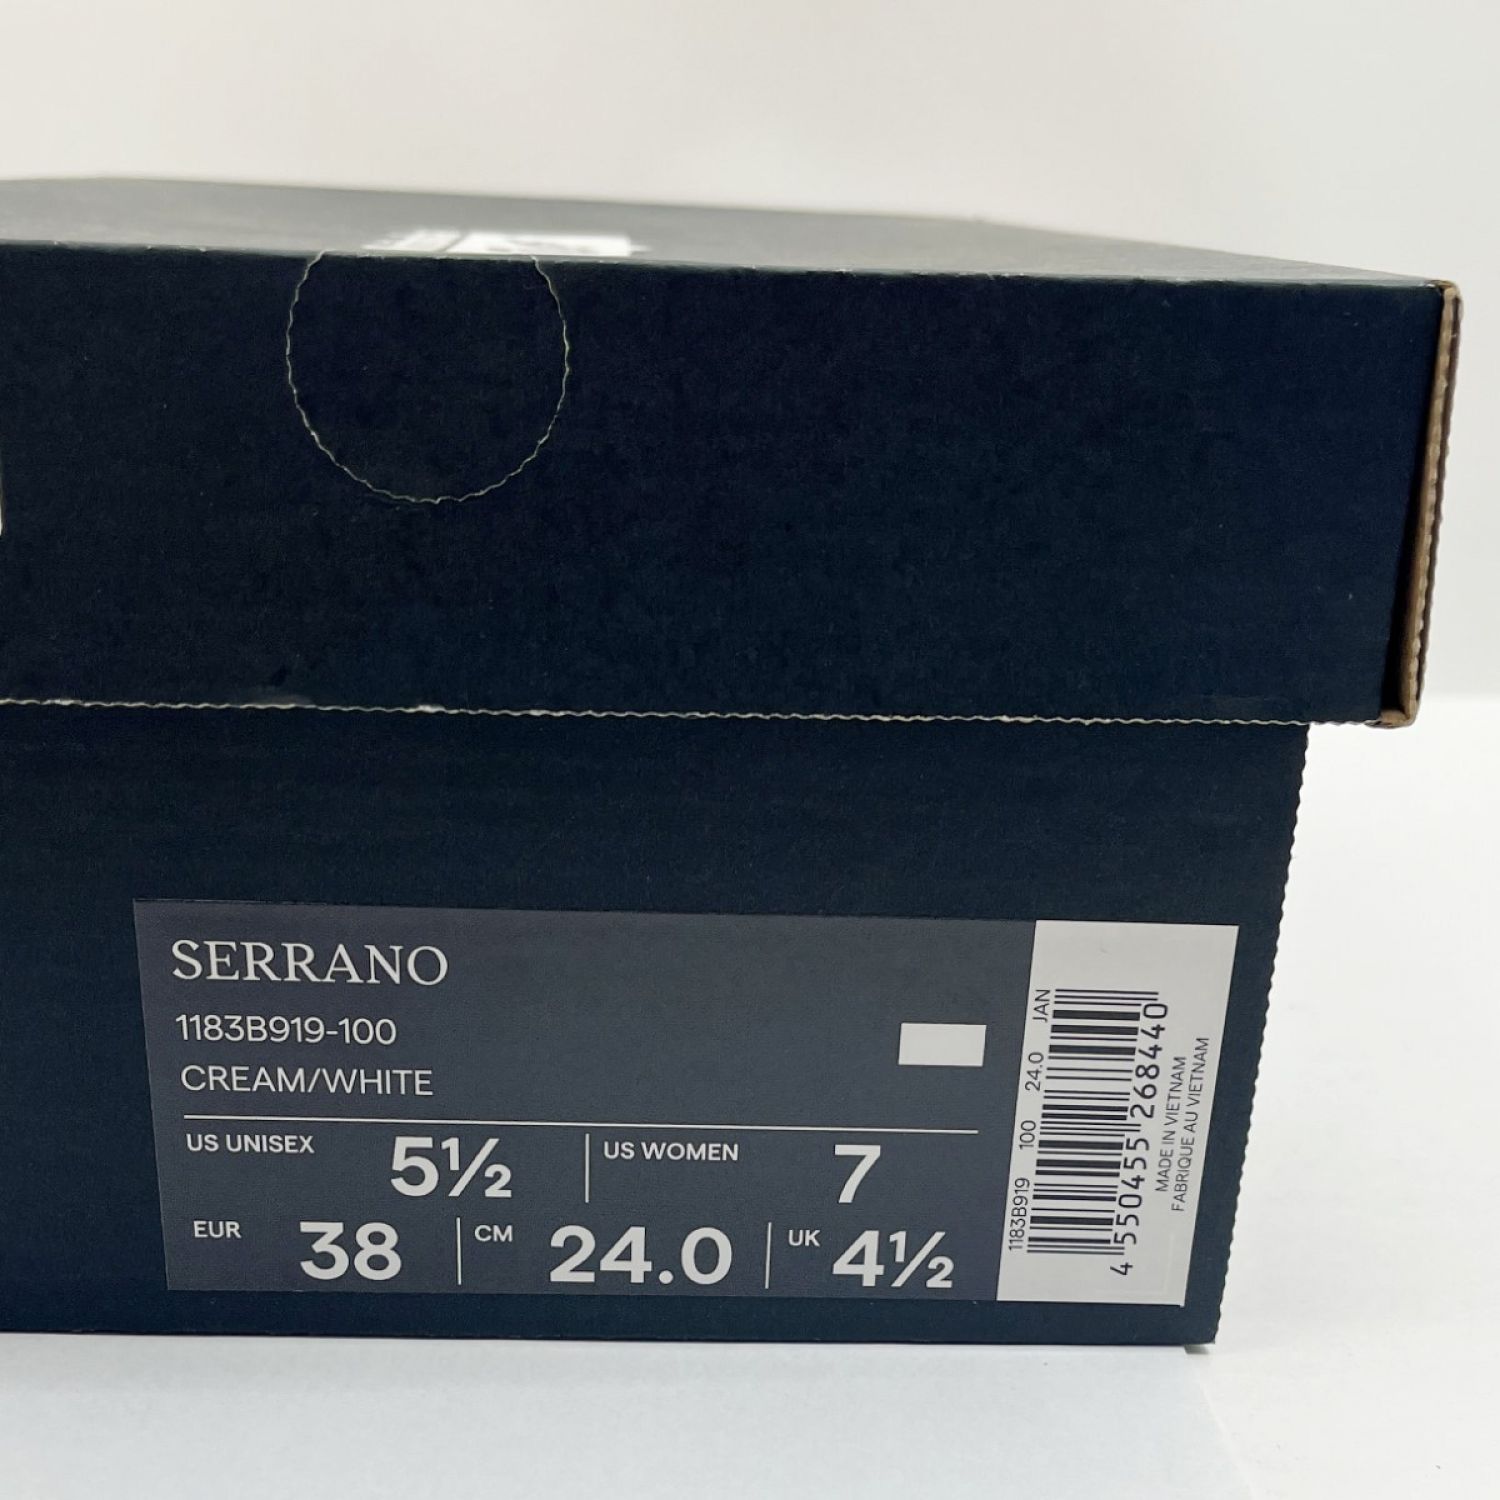 SERRANO
1183B919-100
CREAM/WHITE
US UNISEX 5½ US WOMEN 7
EUR 38 CM 24.0 UK 4½
1183B919 100 24.0 JAN
4 550455 268440
MADE IN VIETNAM
FABRIQUE AU VIETNAM